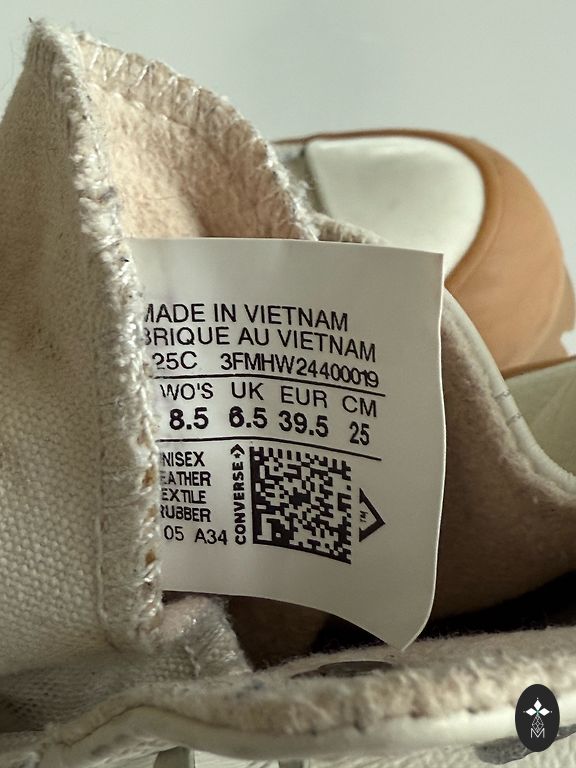 MADE IN VIETNAM
BRIQUE AU VIETNAM
25C 3FMHW24400019
WO'S UK EUR CM
8.5 6.5 39.5 25
NISEX
EATHER
EXTILE
RUBBER
05 A34
CONVERSE
TM
M